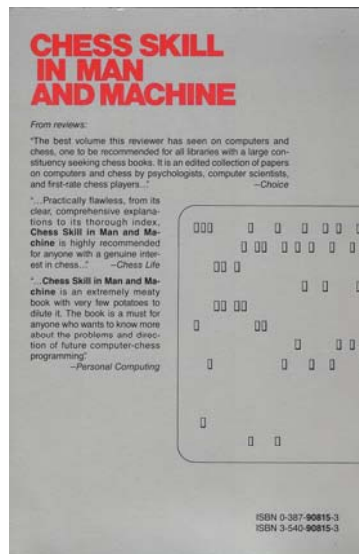 CHESS SKILL
IN MAN
AND MACHINE
From reviews:
"The best volume this reviewer has seen on computers and
chess, one to be recommended for all libraries with a large con-
stituency seeking chess books. It is an edited collection of papers
on computers and chess by psychologists, computer scientists,
and first-rate chess players..." –Choice
"...Practically flawless, from its
clear, comprehensive explana-
tions to its thorough index,
Chess Skill in Man and Ma-
chine is highly recommended
for anyone with a genuine inter-
est in chess..." –Chess Life
"...Chess Skill in Man and Ma-
chine is an extremely meaty
book with very few potatoes to
dilute it. The book is a must for
anyone who wants to know more
about the problems and direc-
tion of future computer-chess
programming."
–Personal Computing
ISBN 0-387-90815-3
ISBN 3-540-90815-3